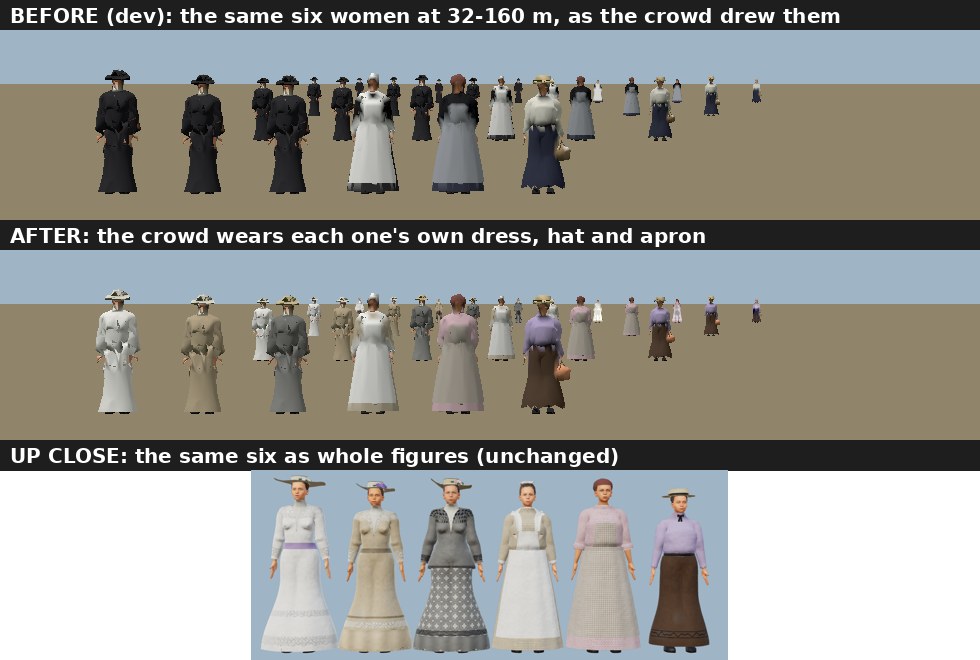 BEFORE (dev): the same six women at 32-160 m, as the crowd drew them
AFTER: the crowd wears each one's own dress, hat and apron
UP CLOSE: the same six as whole figures (unchanged)